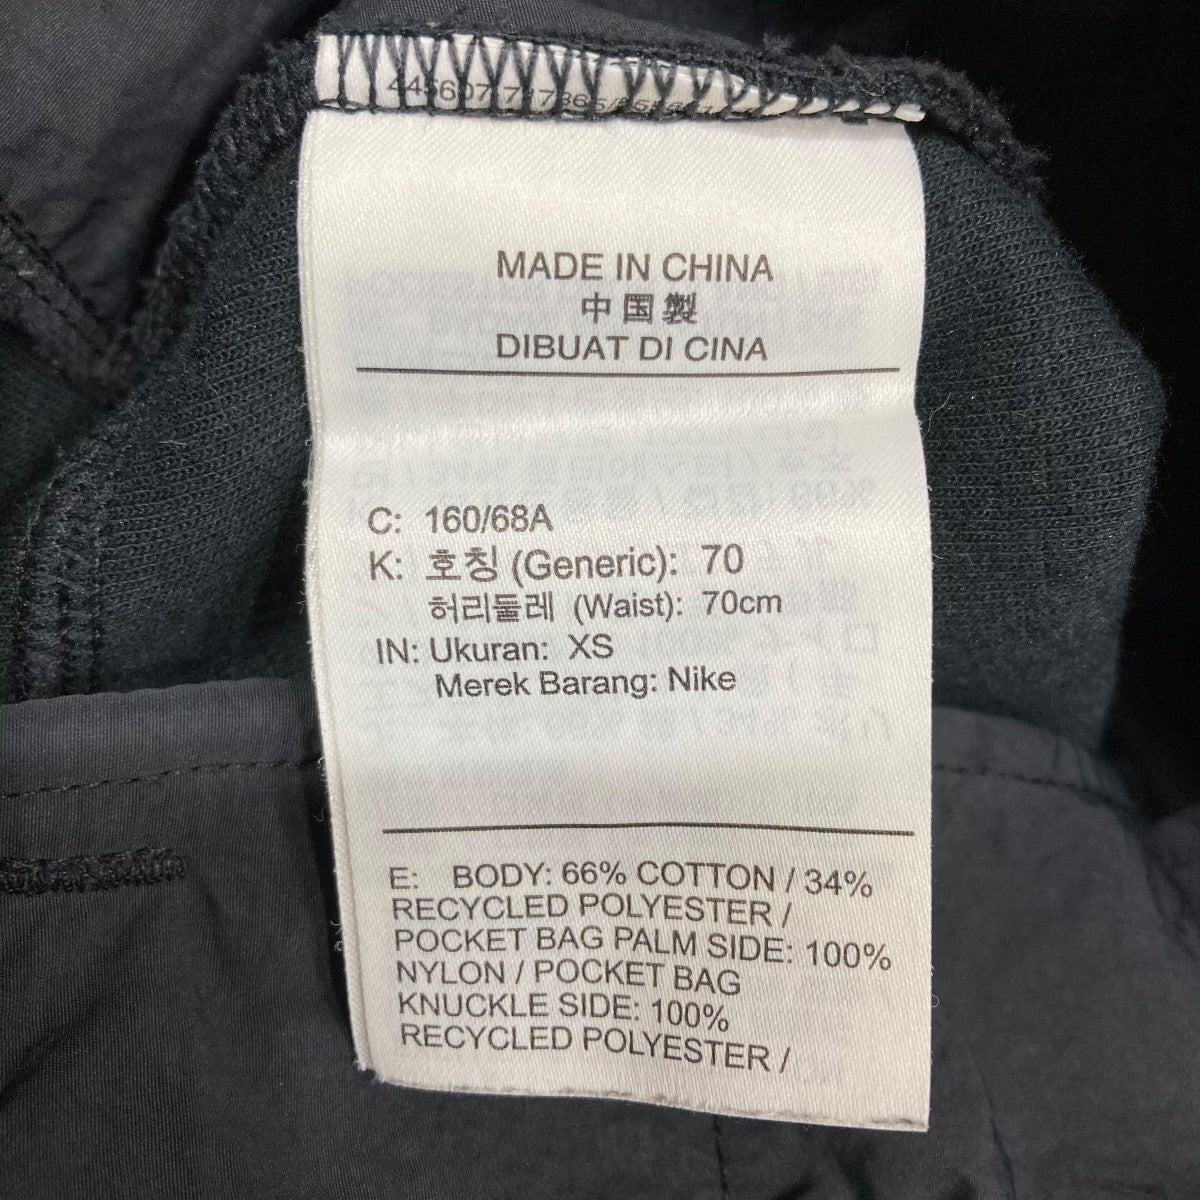 MADE IN CHINA
中国製
DIBUAT DI CINA
C: 160/68A
K: 호칭 (Generic): 70
허리둘레 (Waist): 70cm
IN: Ukuran: XS
Merek Barang: Nike
E: BODY: 66% COTTON / 34%
RECYCLED POLYESTER /
POCKET BAG PALM SIDE: 100%
NYLON / POCKET BAG
KNUCKLE SIDE: 100%
RECYCLED POLYESTER /